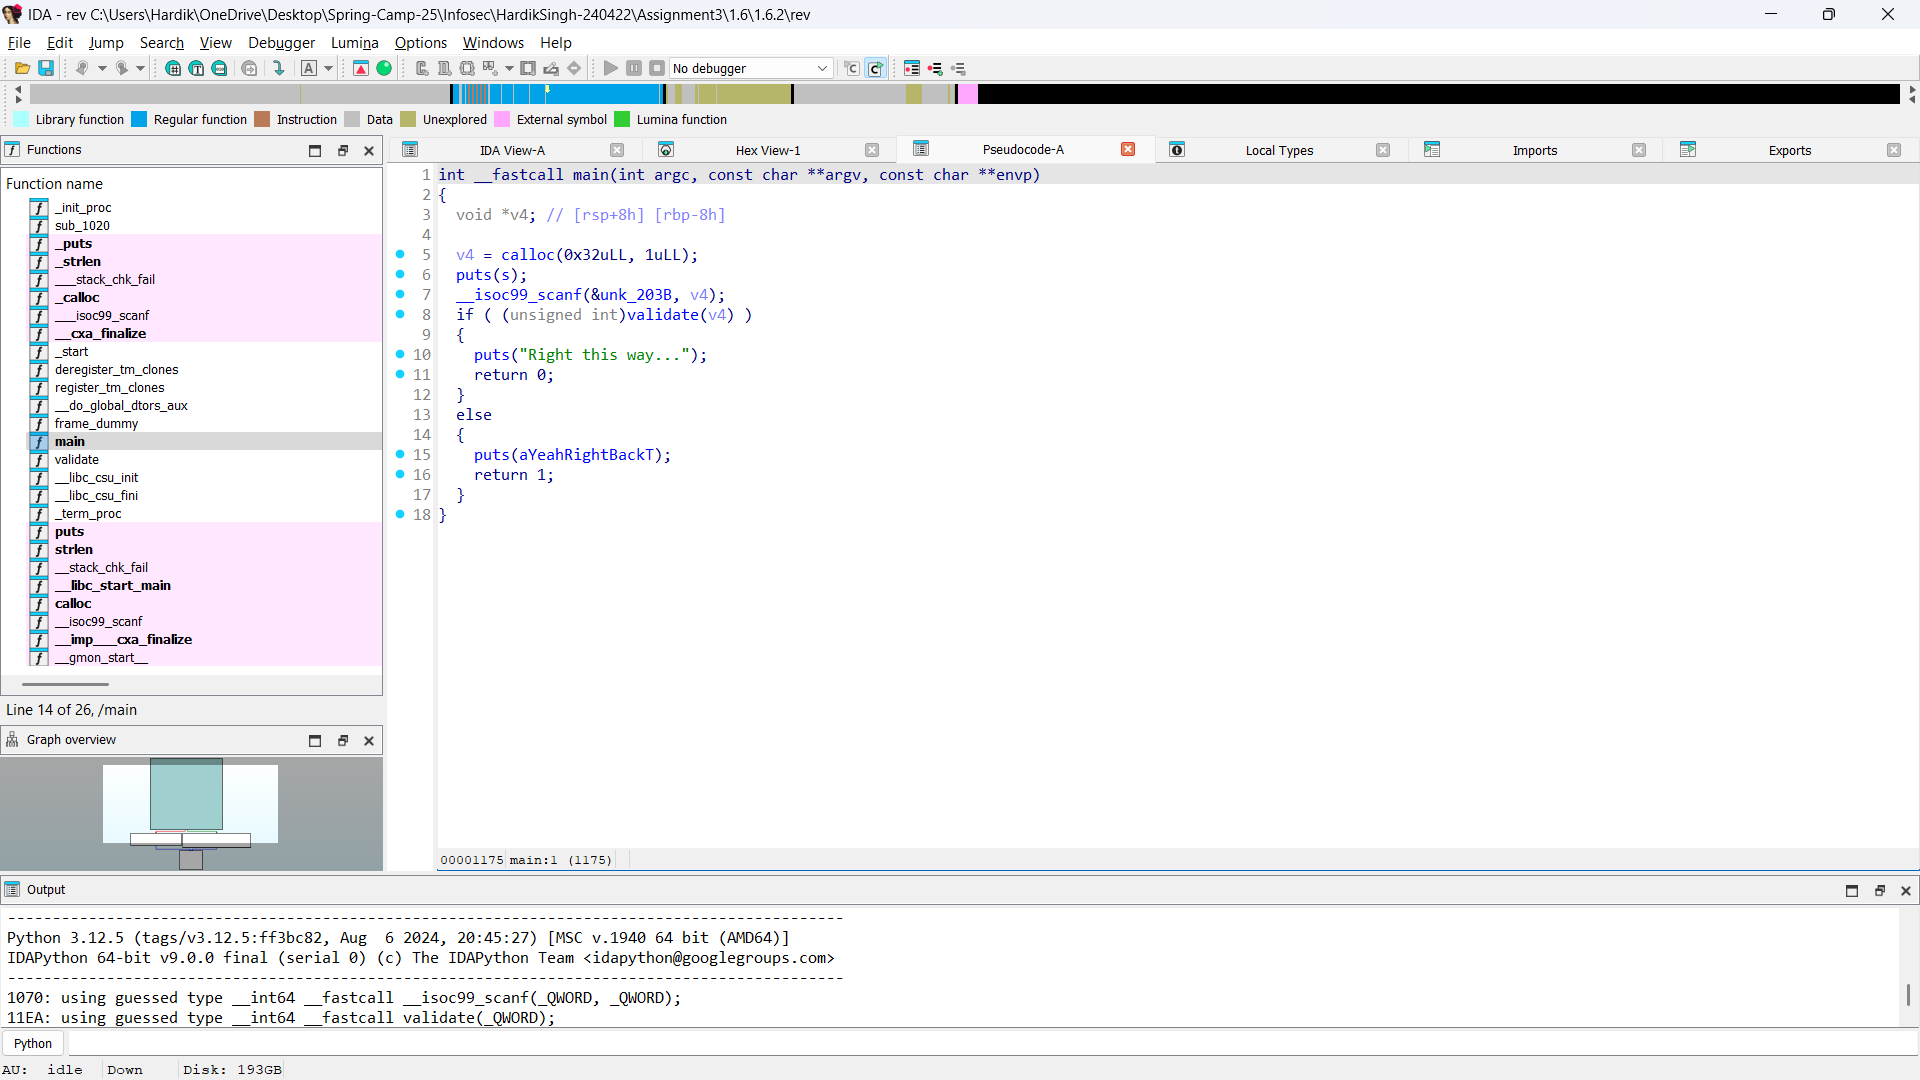 IDA - rev C:\Users\Hardik\OneDrive\Desktop\Spring-Camp-25\Infosec\HardikSingh-240422\Assignment3\1.6\1.6.2\rev
File Edit Jump Search View Debugger Lumina Options Windows Help
No debugger
Library function Regular function Instruction Data Unexplored External symbol Lumina function
Functions
Function name
_init_proc
sub_1020
_puts
_strlen
___stack_chk_fail
_calloc
___isoc99_scanf
__cxa_finalize
_start
deregister_tm_clones
register_tm_clones
__do_global_dtors_aux
frame_dummy
main
validate
__libc_csu_init
__libc_csu_fini
_term_proc
puts
strlen
__stack_chk_fail
__libc_start_main
calloc
__isoc99_scanf
__imp___cxa_finalize
__gmon_start__
Line 14 of 26, /main
Graph overview
IDA View-A Hex View-1 Pseudocode-A Local Types Imports Exports
1 int __fastcall main(int argc, const char **argv, const char **envp)
2 {
3 void *v4; // [rsp+8h] [rbp-8h]
4
5 v4 = calloc(0x32uLL, 1uLL);
6 puts(s);
7 __isoc99_scanf(&unk_203B, v4);
8 if ( (unsigned int)validate(v4) )
9 {
10 puts("Right this way...");
11 return 0;
12 }
13 else
14 {
15 puts(aYeahRightBackT);
16 return 1;
17 }
18 }
00001175 main:1 (1175)
Output
--------------------------------------------------------------------------------------------
Python 3.12.5 (tags/v3.12.5:ff3bc82, Aug  6 2024, 20:45:27) [MSC v.1940 64 bit (AMD64)]
IDAPython 64-bit v9.0.0 final (serial 0) (c) The IDAPython Team <idapython@googlegroups.com>
--------------------------------------------------------------------------------------------
1070: using guessed type __int64 __fastcall __isoc99_scanf(_QWORD, _QWORD);
11EA: using guessed type __int64 __fastcall validate(_QWORD);
Python
AU: idle Down Disk: 193GB